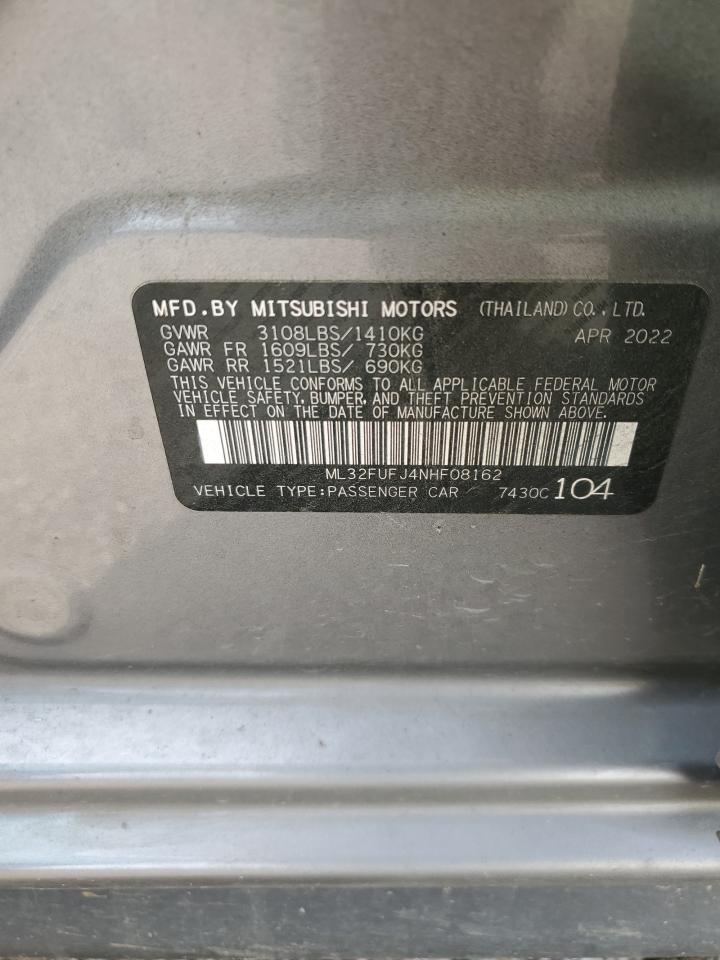 MFD.BY MITSUBISHI MOTORS (THAILAND) CO., LTD.
GVWR 3108LBS/1410KG APR 2022
GAWR FR 1609LBS/ 730KG
GAWR RR 1521LBS/ 690KG
THIS VEHICLE CONFORMS TO ALL APPLICABLE FEDERAL MOTOR
VEHICLE SAFETY, BUMPER, AND THEFT PREVENTION STANDARDS
IN EFFECT ON THE DATE OF MANUFACTURE SHOWN ABOVE.
ML32FUFJ4NHF08162
VEHICLE TYPE:PASSENGER CAR 7430C 104